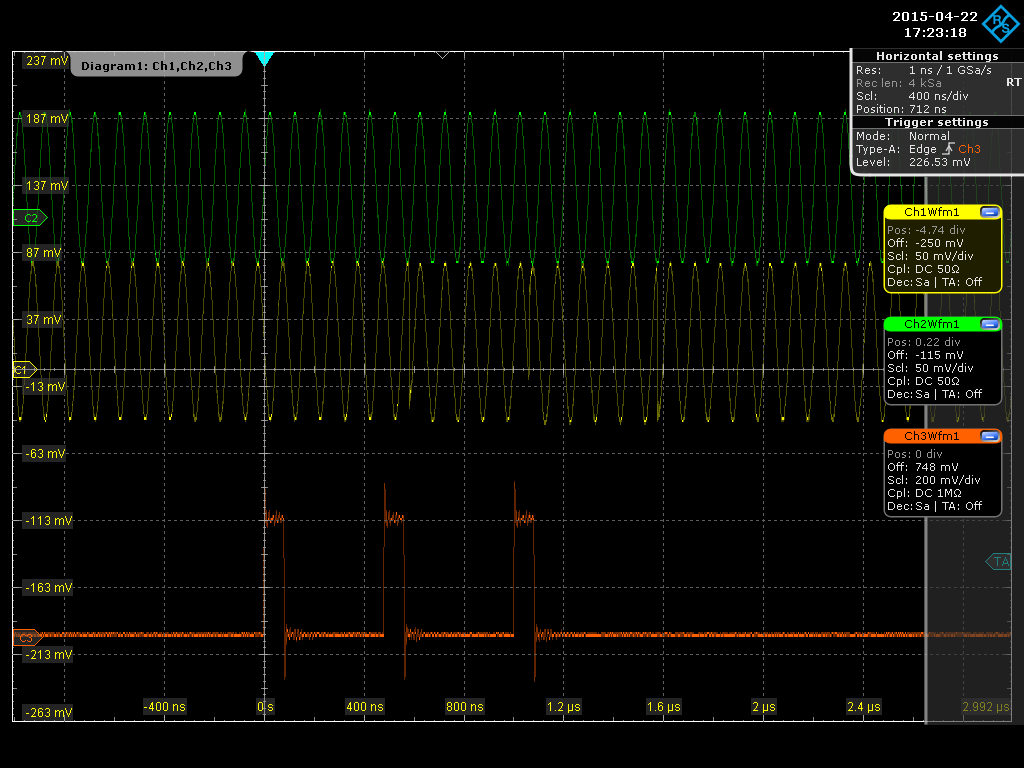 2015-04-22
17:23:18
R&S
Diagram1: Ch1,Ch2,Ch3
Horizontal settings
Res: 1 ns / 1 GSa/s
Rec len: 4 kSa
RT
Scl: 400 ns/div
Position: 712 ns
Trigger settings
Mode: Normal
Type-A: Edge Ch3
Level: 226.53 mV
237 mV
187 mV
137 mV
C2
87 mV
37 mV
C1
-13 mV
-63 mV
-113 mV
-163 mV
C3
-213 mV
-263 mV
Ch1Wfm1
Pos: -4.74 div
Off: -250 mV
Scl: 50 mV/div
Cpl: DC 50Ω
Dec: Sa | TA: Off
Ch2Wfm1
Pos: 0.22 div
Off: -115 mV
Scl: 50 mV/div
Cpl: DC 50Ω
Dec: Sa | TA: Off
Ch3Wfm1
Pos: 0 div
Off: 748 mV
Scl: 200 mV/div
Cpl: DC 1MΩ
Dec: Sa | TA: Off
TA
-400 ns 0 s 400 ns 800 ns 1.2 µs 1.6 µs 2 µs 2.4 µs 2.992 µs